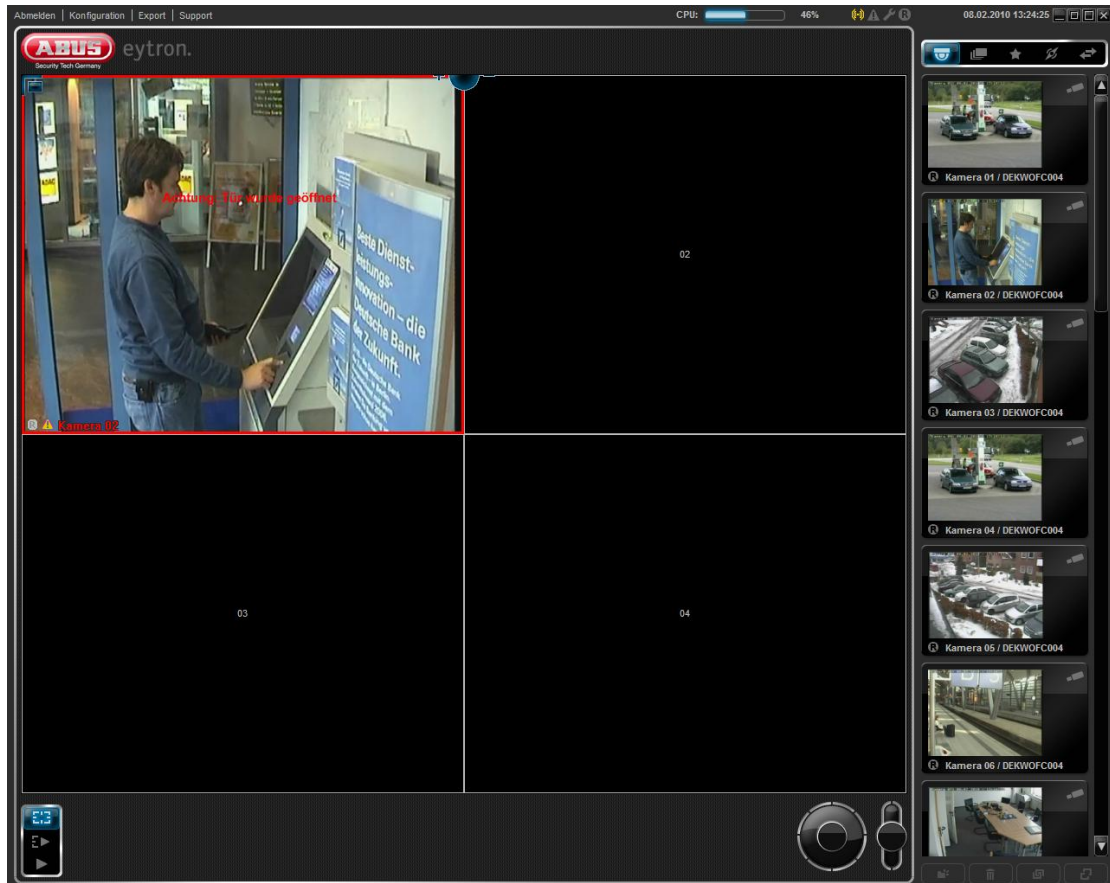 Abmelden | Konfiguration | Export | Support
CPU: 46%
08.02.2010 13:24:25
ABUS
Security Tech Germany
eytron.
Achtung: Tür wurde geöffnet
Beste Dienst-
leistungs-
innovation – die
Deutsche Bank
der Zukunft.
Kamera 02
02
03
04
Kamera 01 / DEKWOFC004
Kamera 02 / DEKWOFC004
Kamera 03 / DEKWOFC004
Kamera 04 / DEKWOFC004
Kamera 05 / DEKWOFC004
Kamera 06 / DEKWOFC004